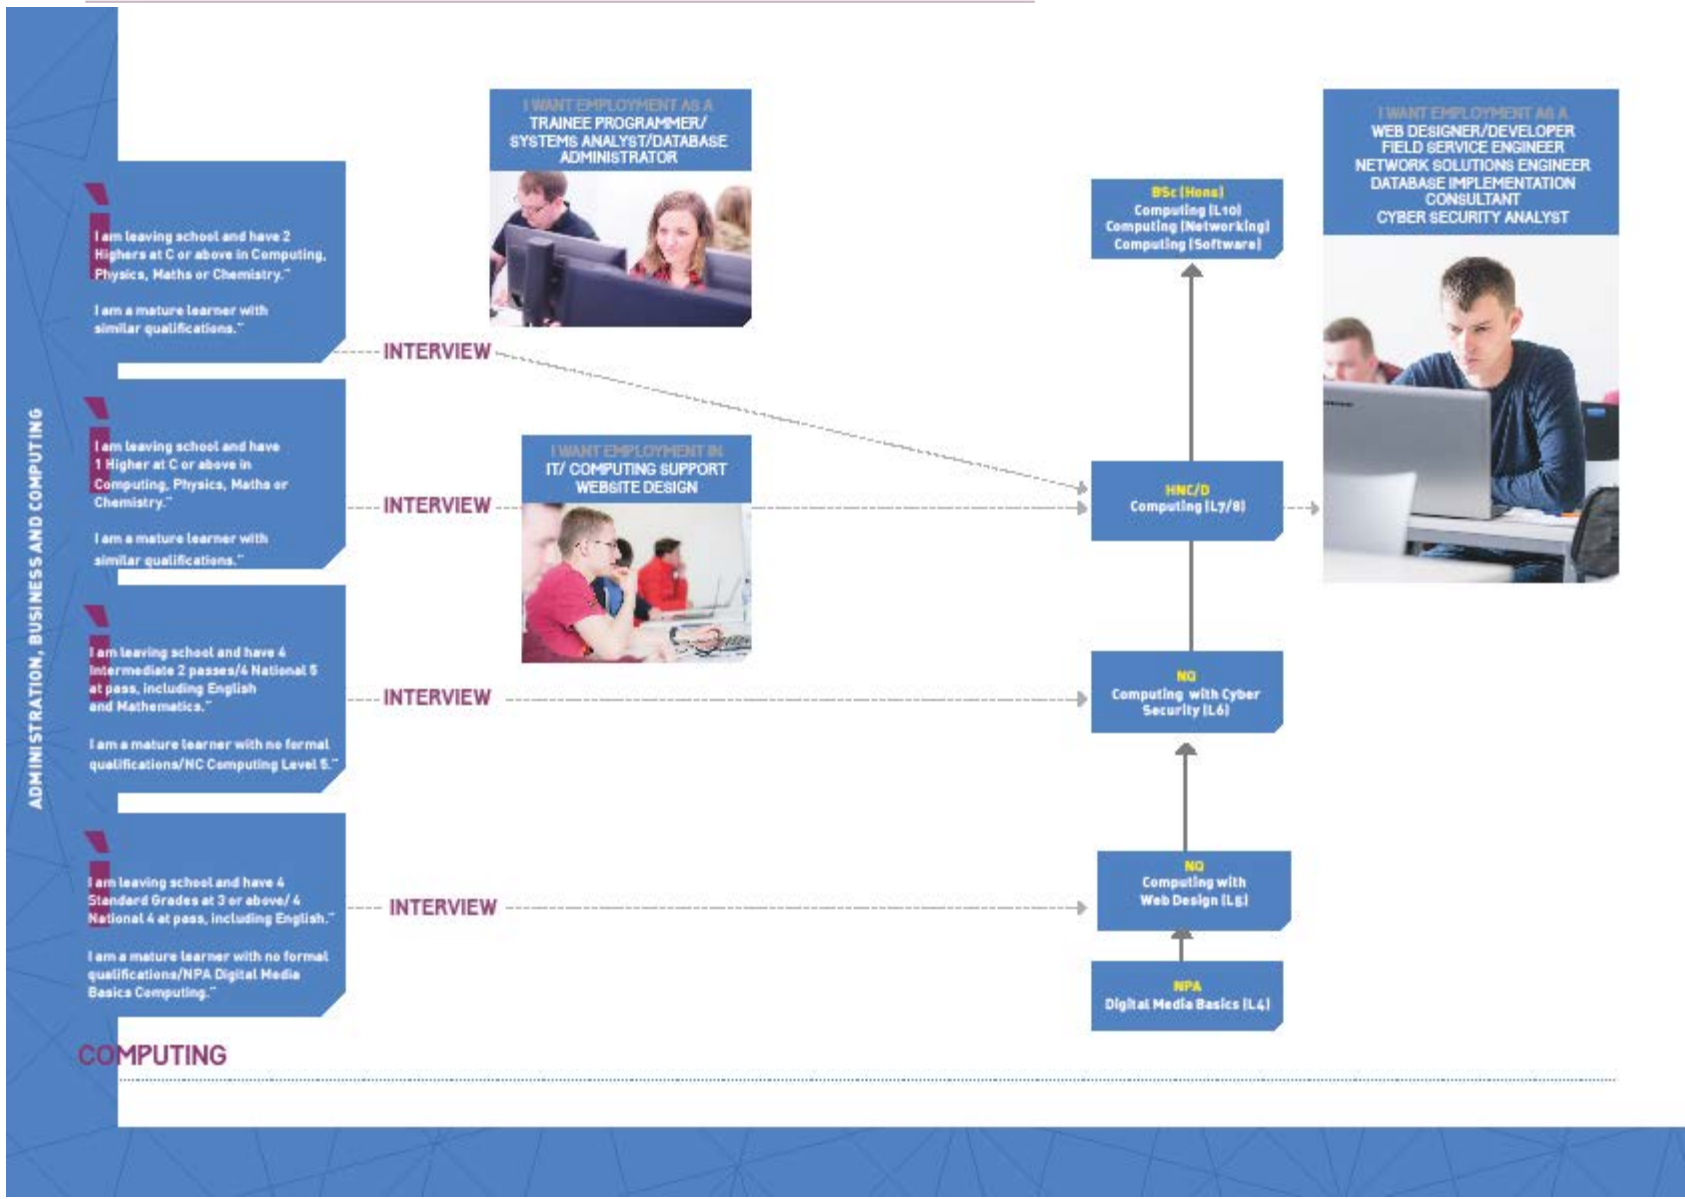 ADMINISTRATION, BUSINESS AND COMPUTING
I am leaving school and have 2
Highers at C or above in Computing,
Physics, Maths or Chemistry.”
I am a mature learner with
similar qualifications.”
INTERVIEW
I am leaving school and have
1 Higher at C or above in
Computing, Physics, Maths or
Chemistry.”
I am a mature learner with
similar qualifications.”
INTERVIEW
I am leaving school and have 4
Intermediate 2 passes/4 National 5
at pass, including English
and Mathematics.”
I am a mature learner with no formal
qualifications/NC Computing Level 5.”
INTERVIEW
I am leaving school and have 4
Standard Grades at 3 or above/ 4
National 4 at pass, including English.”
I am a mature learner with no formal
qualifications/NPA Digital Media
Basics Computing.”
INTERVIEW
I WANT EMPLOYMENT AS A
TRAINEE PROGRAMMER/
SYSTEMS ANALYST/DATABASE
ADMINISTRATOR
I WANT EMPLOYMENT IN
IT/ COMPUTING SUPPORT
WEBSITE DESIGN
BSc (Hons)
Computing (L10)
Computing (Networking)
Computing (Software)
HNC/D
Computing (L7/8)
NQ
Computing with Cyber
Security (L6)
NQ
Computing with
Web Design (L5)
NPA
Digital Media Basics (L4)
I WANT EMPLOYMENT AS A
WEB DESIGNER/DEVELOPER
FIELD SERVICE ENGINEER
NETWORK SOLUTIONS ENGINEER
DATABASE IMPLEMENTATION
CONSULTANT
CYBER SECURITY ANALYST
COMPUTING